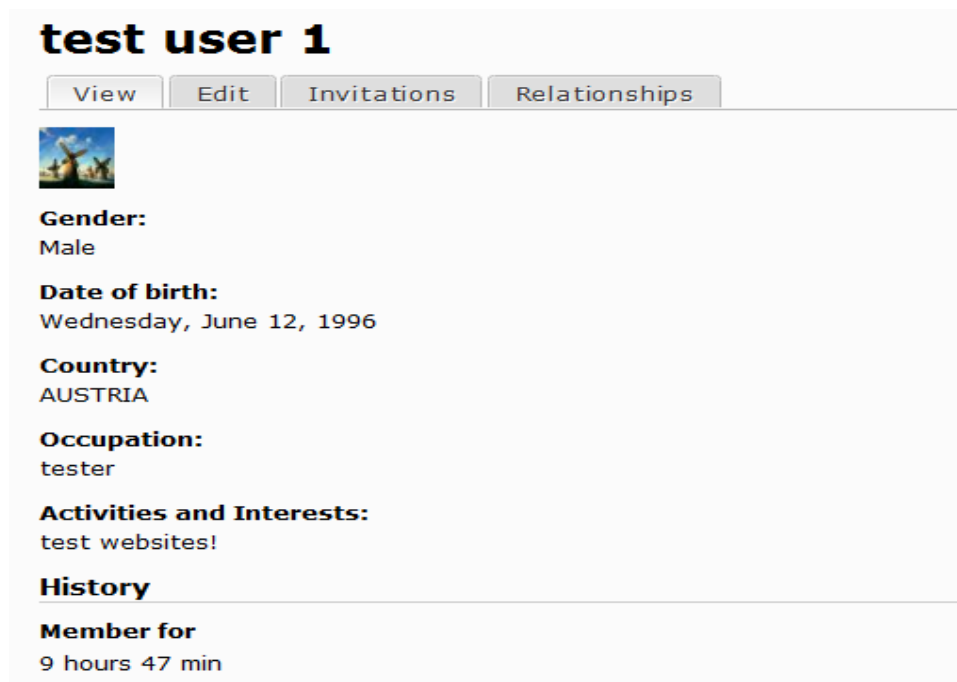 test user 1
View Edit Invitations Relationships
Gender:
Male
Date of birth:
Wednesday, June 12, 1996
Country:
AUSTRIA
Occupation:
tester
Activities and Interests:
test websites!
History
Member for
9 hours 47 min